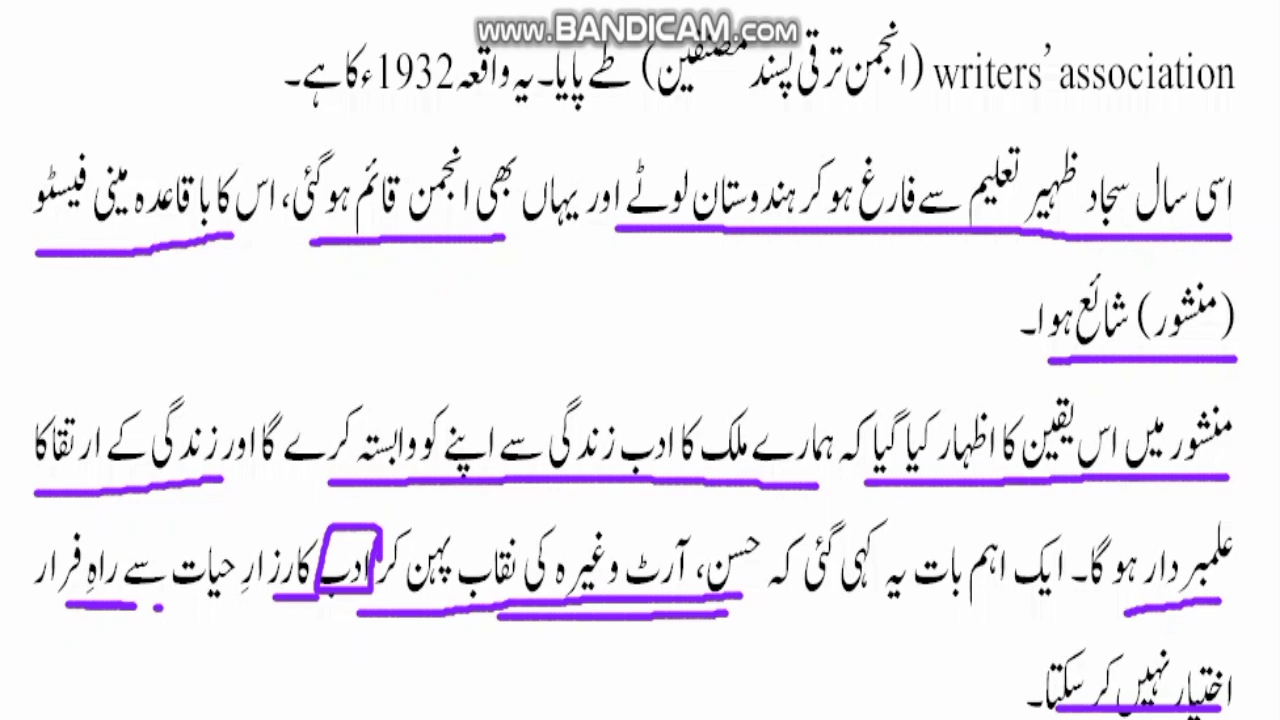 www.BANDICAM.com
writers’ association (انجمن ترقی پسند مصنفین) طے پایا۔ یہ واقعہ 1932ء کا ہے۔
اسی سال سجاد ظہیر تعلیم سے فارغ ہو کر ہندوستان لوٹے اور یہاں بھی انجمن قائم ہو گئی، اس کا باقاعدہ مینی فیسٹو
(منشور) شائع ہوا۔
منشور میں اس یقین کا اظہار کیا گیا کہ ہمارے ملک کا ادب زندگی سے اپنے کو وابستہ کرے گا اور زندگی کے ارتقا کا
علمبردار ہو گا۔ ایک اہم بات یہ کہی گئی کہ حسن، آرٹ وغیرہ کی نقاب پہن کر ادب کارزارِ حیات سے راہِ فرار
اختیار نہیں کر سکتا۔